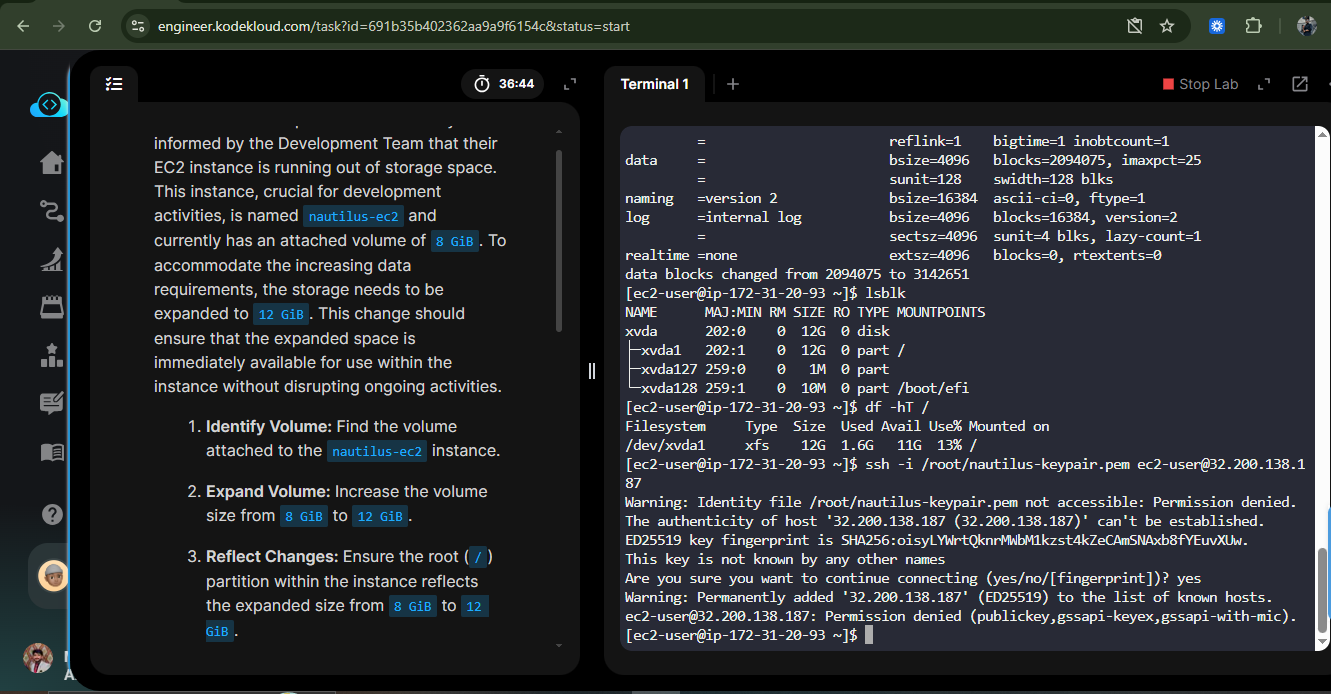 engineer.kodekloud.com/task?id=691b35b402362aa9a9f6154c&status=start
36:44
informed by the Development Team that their
EC2 instance is running out of storage space.
This instance, crucial for development
activities, is named nautilus-ec2 and
currently has an attached volume of 8 GiB. To
accommodate the increasing data
requirements, the storage needs to be
expanded to 12 GiB. This change should
ensure that the expanded space is
immediately available for use within the
instance without disrupting ongoing activities.
1. Identify Volume: Find the volume
attached to the nautilus-ec2 instance.
2. Expand Volume: Increase the volume
size from 8 GiB to 12 GiB.
3. Reflect Changes: Ensure the root (/)
partition within the instance reflects
the expanded size from 8 GiB to 12
GiB.
Terminal 1
Stop Lab
= reflink=1 bigtime=1 inobtcount=1
data = bsize=4096 blocks=2094075, imaxpct=25
= sunit=128 swidth=128 blks
naming =version 2 bsize=16384 ascii-ci=0, ftype=1
log =internal log bsize=4096 blocks=16384, version=2
= sectsz=4096 sunit=4 blks, lazy-count=1
realtime =none extsz=4096 blocks=0, rtextents=0
data blocks changed from 2094075 to 3142651
[ec2-user@ip-172-31-20-93 ~]$ lsblk
NAME MAJ:MIN RM SIZE RO TYPE MOUNTPOINTS
xvda 202:0 0 12G 0 disk
├─xvda1 202:1 0 12G 0 part /
├─xvda127 259:0 0 1M 0 part
└─xvda128 259:1 0 10M 0 part /boot/efi
[ec2-user@ip-172-31-20-93 ~]$ df -hT /
Filesystem Type Size Used Avail Use% Mounted on
/dev/xvda1 xfs 12G 1.6G 11G 13% /
[ec2-user@ip-172-31-20-93 ~]$ ssh -i /root/nautilus-keypair.pem ec2-user@32.200.138.1
87
Warning: Identity file /root/nautilus-keypair.pem not accessible: Permission denied.
The authenticity of host '32.200.138.187 (32.200.138.187)' can't be established.
ED25519 key fingerprint is SHA256:oisyLYWrtQknrMWbM1kzst4kZeCAmSNAxb8fYEuvXUw.
This key is not known by any other names
Are you sure you want to continue connecting (yes/no/[fingerprint])? yes
Warning: Permanently added '32.200.138.187' (ED25519) to the list of known hosts.
ec2-user@32.200.138.187: Permission denied (publickey,gssapi-keyex,gssapi-with-mic).
[ec2-user@ip-172-31-20-93 ~]$